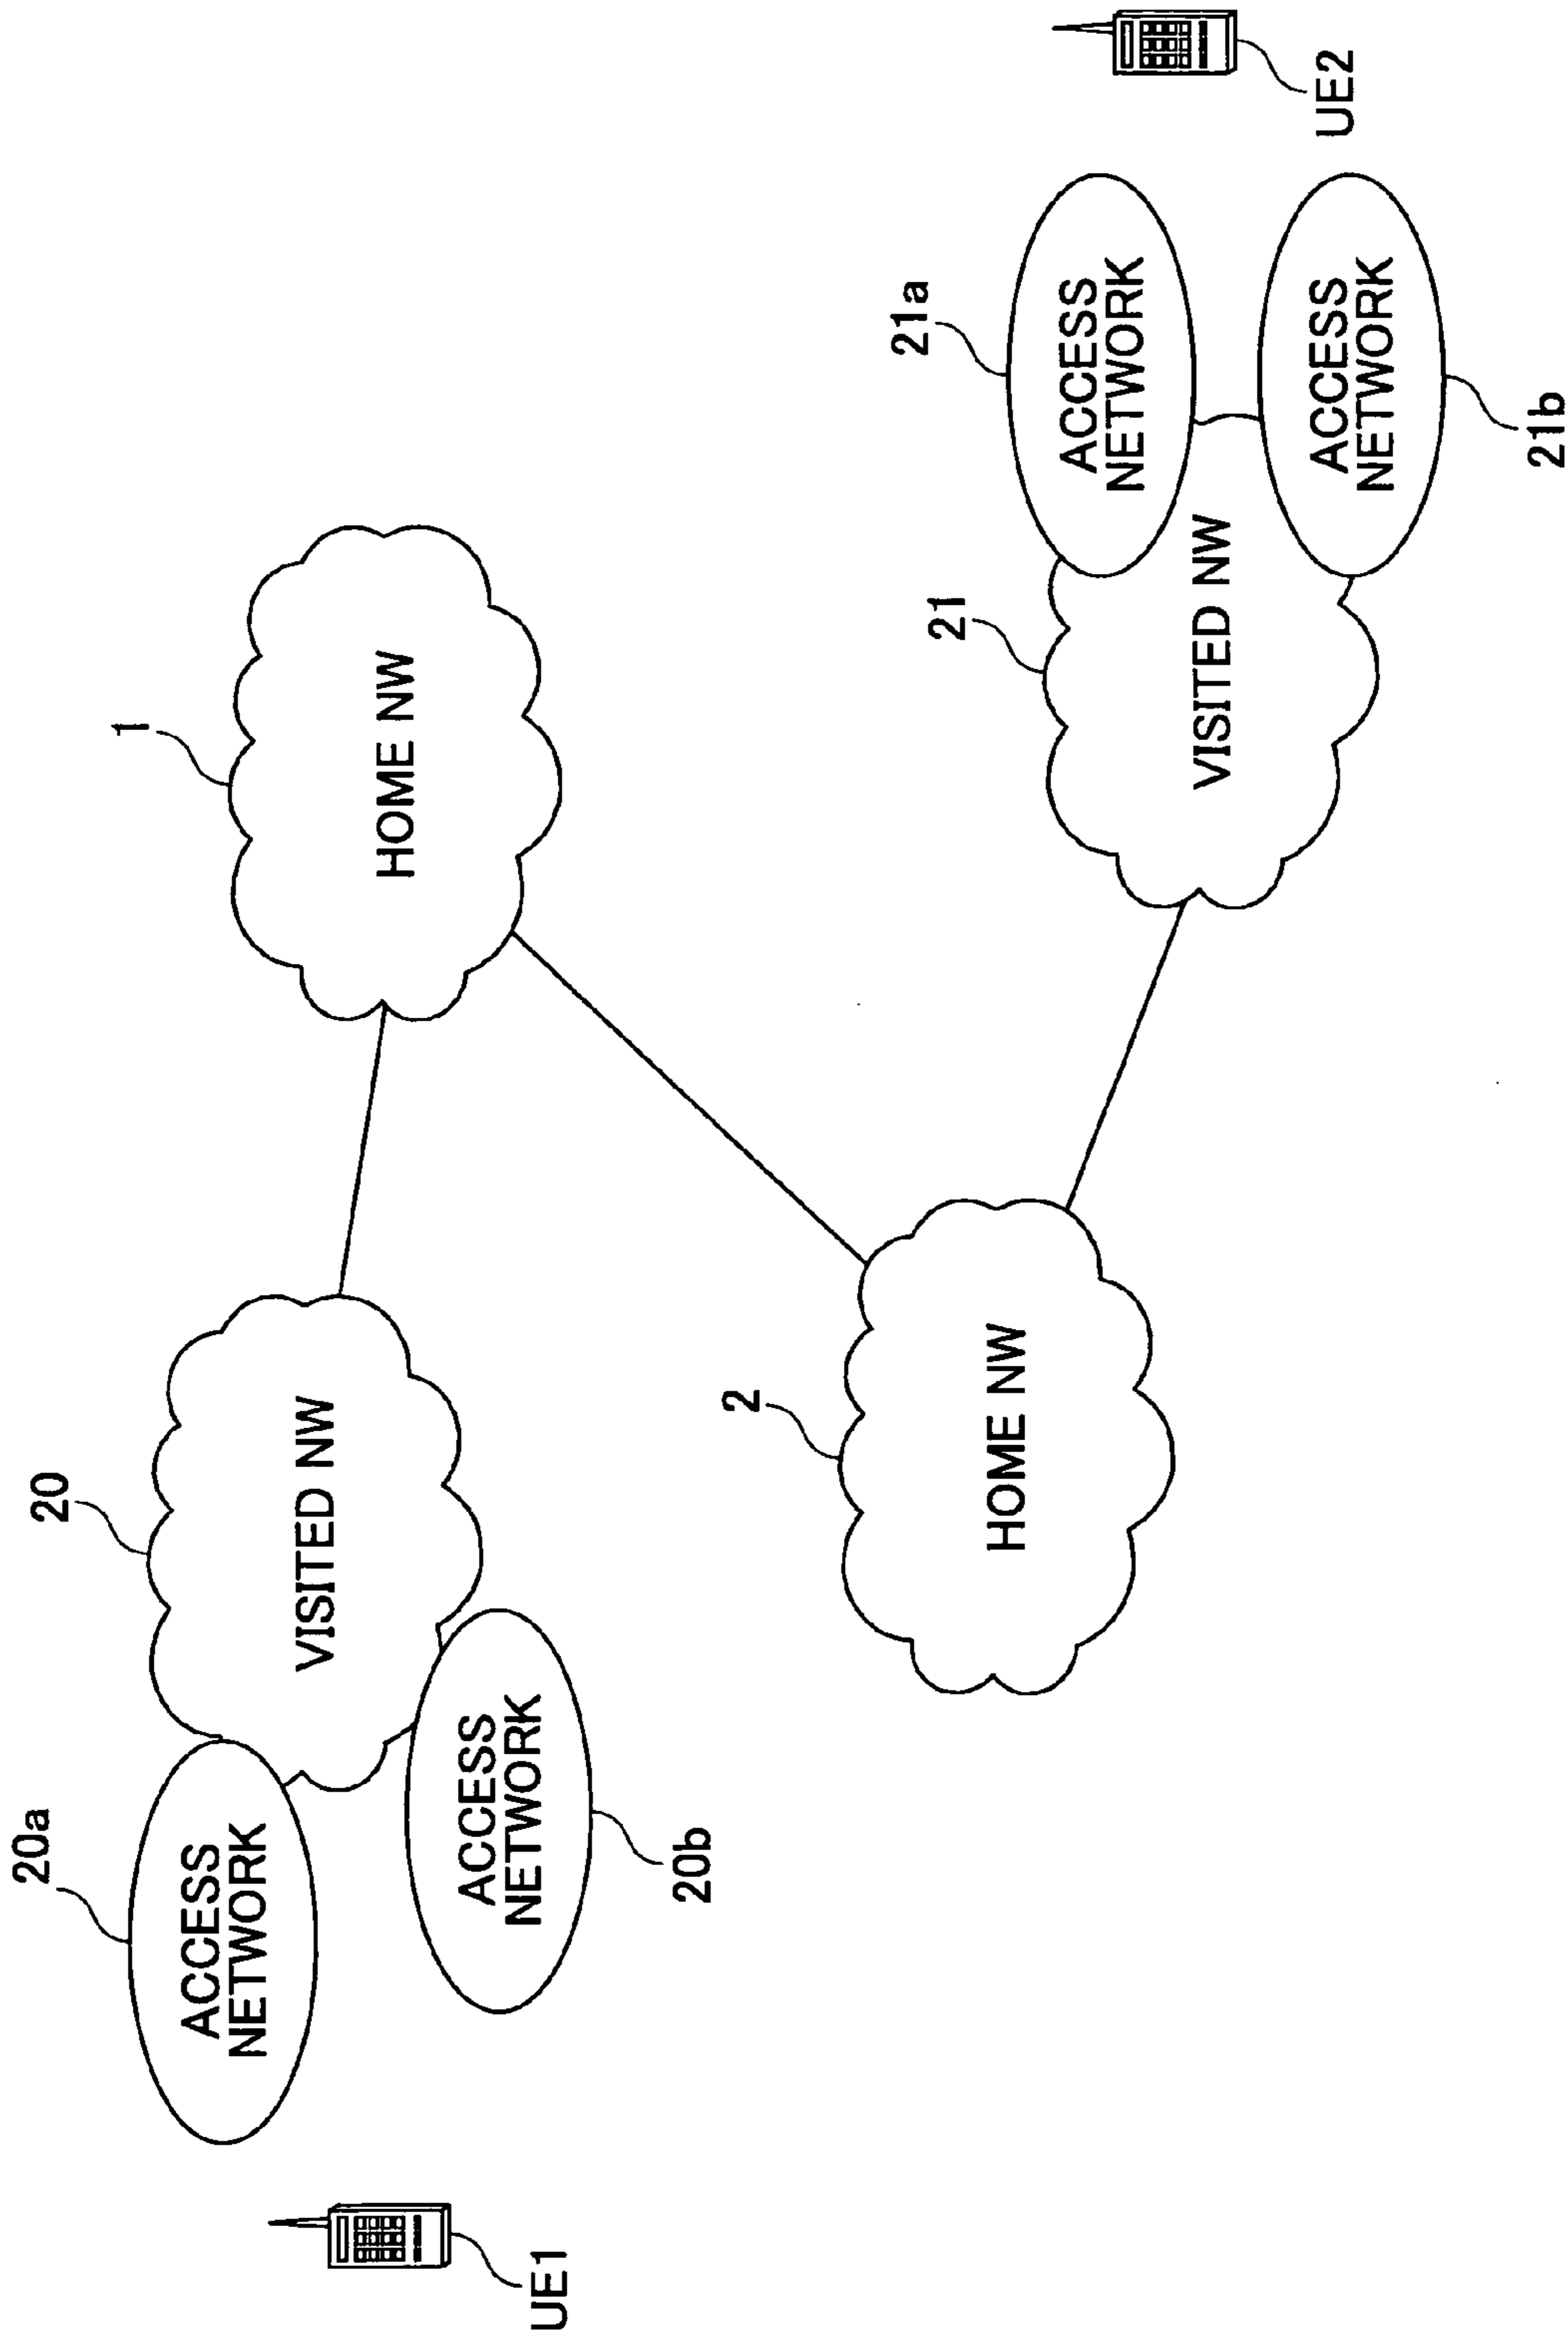 UE1
20a
ACCESS
NETWORK
20b
ACCESS
NETWORK
20
VISITED NW
1
HOME NW
2
HOME NW
21
VISITED NW
21a
ACCESS
NETWORK
21b
ACCESS
NETWORK
UE2